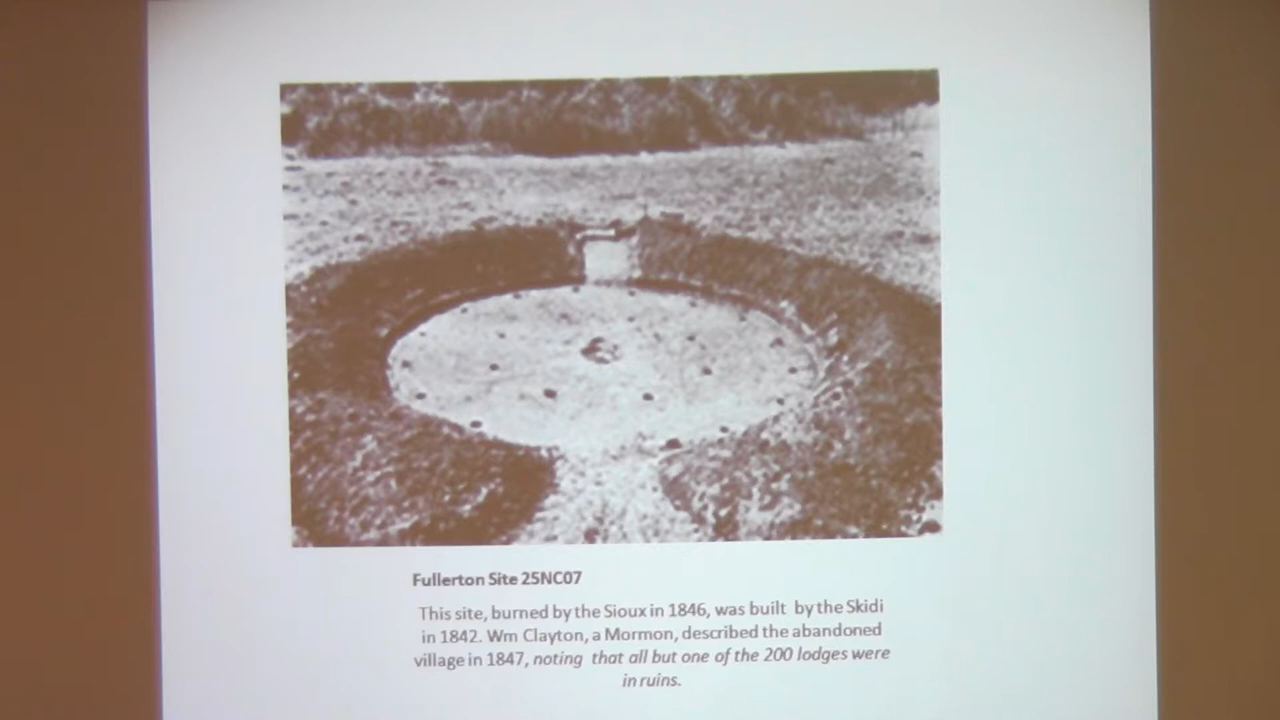 Fullerton Site 25NC07
This site, burned by the Sioux in 1846, was built by the Skidi
in 1842. Wm Clayton, a Mormon, described the abandoned
village in 1847, noting that all but one of the 200 lodges were
in ruins.